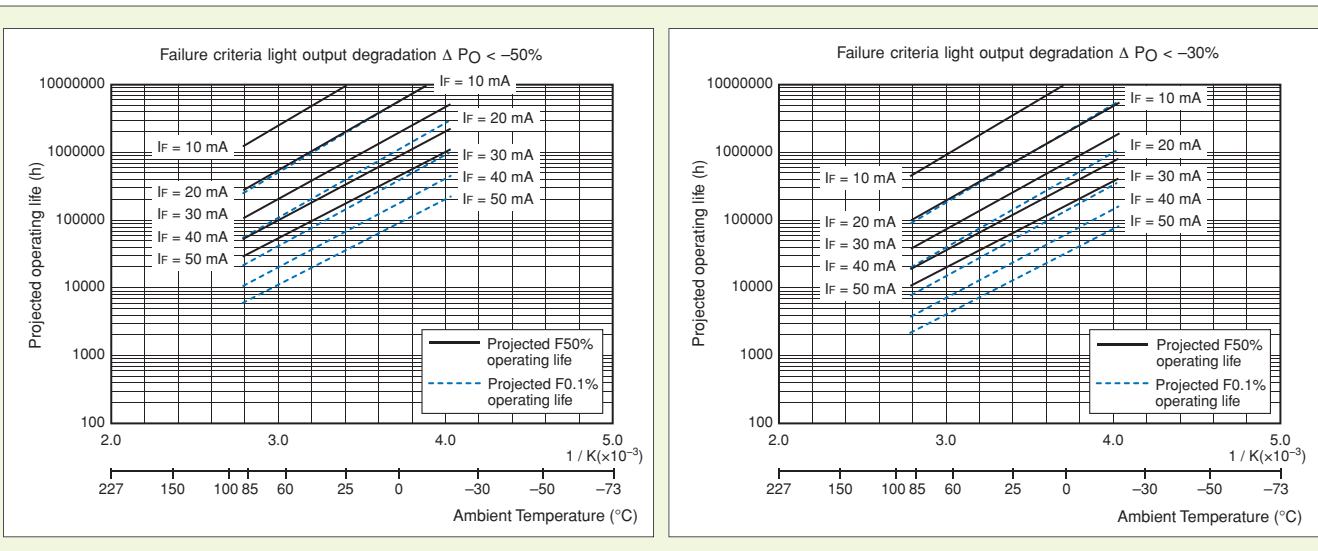 Failure criteria light output degradation Δ PO < –50%
Projected operating life (h)
10000000
1000000
100000
10000
1000
100
IF = 10 mA
IF = 20 mA
IF = 30 mA
IF = 40 mA
IF = 50 mA
IF = 10 mA
IF = 20 mA
IF = 30 mA
IF = 40 mA
IF = 50 mA
Projected F50%
operating life
Projected F0.1%
operating life
2.0 3.0 4.0 5.0
1 / K(×10–3)
227 150 100 85 60 25 0 –30 –50 –73
Ambient Temperature (°C)
Failure criteria light output degradation Δ PO < –30%
Projected operating life (h)
10000000
1000000
100000
10000
1000
100
IF = 10 mA
IF = 20 mA
IF = 30 mA
IF = 40 mA
IF = 50 mA
IF = 10 mA
IF = 20 mA
IF = 30 mA
IF = 40 mA
IF = 50 mA
Projected F50%
operating life
Projected F0.1%
operating life
2.0 3.0 4.0 5.0
1 / K(×10–3)
227 150 100 85 60 25 0 –30 –50 –73
Ambient Temperature (°C)